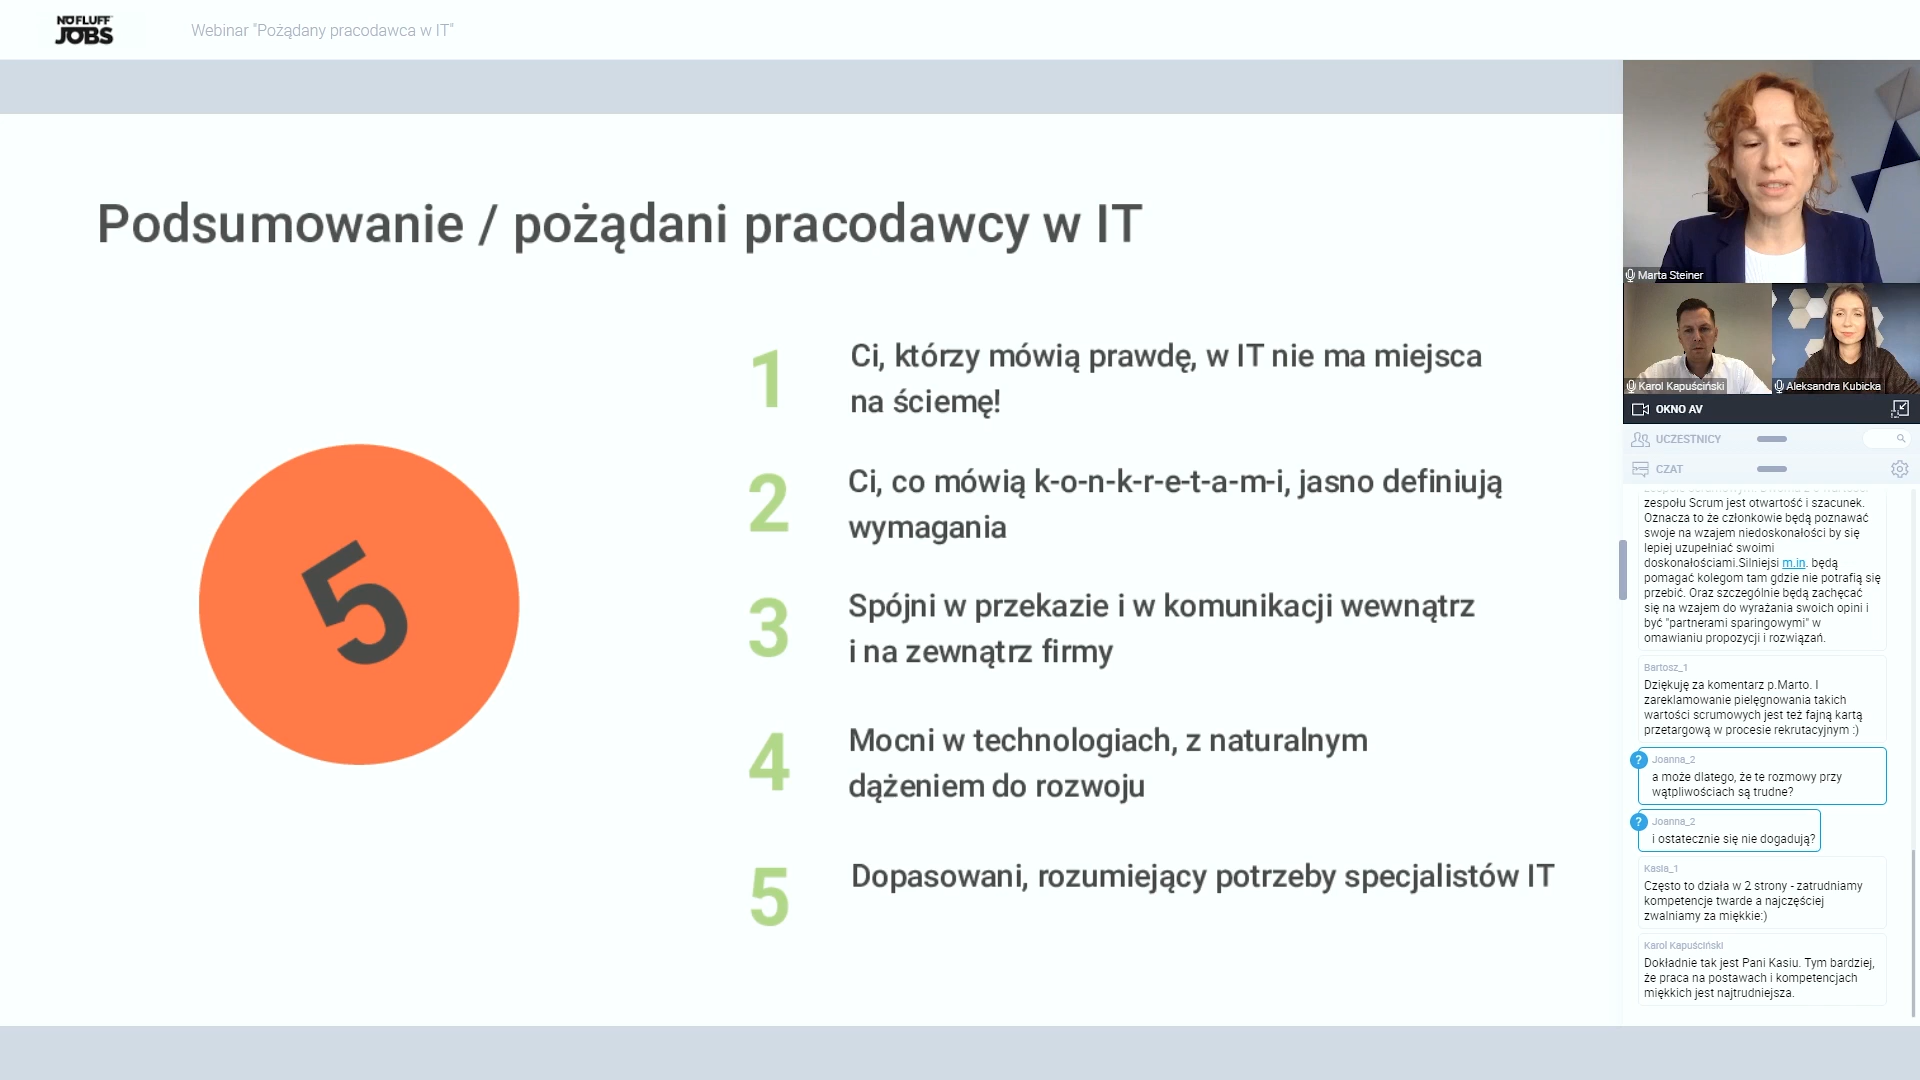 NO FLUFF
JOBS
Webinar "Pożądany pracodawca w IT"
Podsumowanie / pożądani pracodawcy w IT
5
1
Ci, którzy mówią prawdę, w IT nie ma miejsca
na ściemę!
2
Ci, co mówią k-o-n-k-r-e-t-a-m-i, jasno definiują
wymagania
3
Spójni w przekazie i w komunikacji wewnątrz
i na zewnątrz firmy
4
Mocni w technologiach, z naturalnym
dążeniem do rozwoju
5
Dopasowani, rozumiejący potrzeby specjalistów IT
Marta Steiner
Karol Kapuściński
Aleksandra Kubicka
OKNO AV
UCZESTNICY
CZAT
zespołu Scrum jest otwartość i szacunek.
Oznacza to że członkowie będą poznawać
swoje na wzajem niedoskonałości by się
lepiej uzupełniać swoimi
doskonałościami.Silniejsi m.in. będą
pomagać kolegom tam gdzie nie potrafią się
przebić. Oraz szczególnie będą zachęcać
się na wzajem do wyrażania swoich opini i
być "partnerami sparingowymi" w
omawianiu propozycji i rozwiązań.
Bartosz_1
Dziękuję za komentarz p.Marto. I
zareklamowanie pielęgnowania takich
wartości scrumowych jest też fajną kartą
przetargową w procesie rekrutacyjnym :)
?
Joanna_2
a może dlatego, że te rozmowy przy
wątpliwościach są trudne?
?
Joanna_2
i ostatecznie się nie dogadują?
Kasia_1
Często to działa w 2 strony - zatrudniamy
kompetencje twarde a najczęściej
zwalniamy za miękkie:)
Karol Kapuściński
Dokładnie tak jest Pani Kasiu. Tym bardziej,
że praca na postawach i kompetencjach
miękkich jest najtrudniejsza.